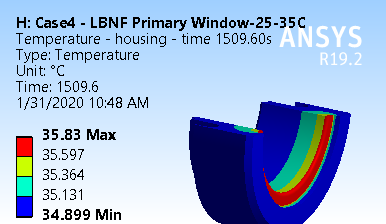 H: Case4 - LBNF Primary Window-25-35C
Temperature - housing - time 1509.60s
Type: Temperature
Unit: °C
Time: 1509.6
1/31/2020 10:48 AM
ANSYS
R19.2
35.83 Max
35.597
35.364
35.131
34.899 Min